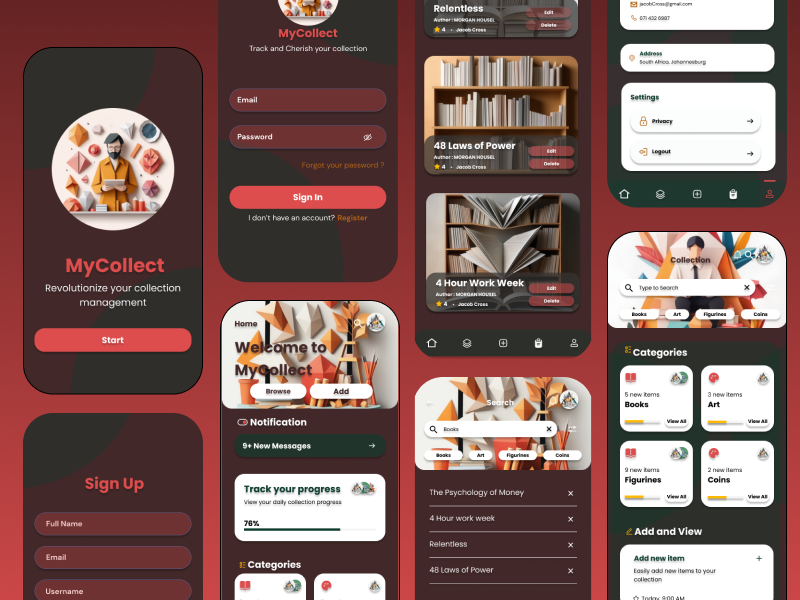 MyCollect
Revolutionize your collection
management
Start
Sign Up
Full Name
Email
Username
MyCollect
Track and Cherish your collection
Email
Password
Forgot your password ?
Sign In
I don't have an account? Register
Home
Welcome to
MyCollect
Browse
Add
Notification
9+ New Messages
Track your progress
View your daily collection progress
76%
Categories
Relentless
Author : MORGAN HOUSEL
4 • Jacob Cross
Edit
Delete
48 Laws of Power
Author : MORGAN HOUSEL
4 • Jacob Cross
Edit
Delete
4 Hour Work Week
Author : MORGAN HOUSEL
4 • Jacob Cross
Edit
Delete
Search
Books
Books
Art
Figurines
Coins
The Psychology of Money
4 Hour work week
Relentless
48 Laws of Power
jacobCross@gmail.com
071 432 6987
Address
South Africa, Johannesburg
Settings
Privacy
Logout
Collection
Type to Search
Books
Art
Figurines
Coins
Categories
5 new items
Books
View All
3 new items
Art
View All
9 new items
Figurines
View All
2 new items
Coins
View All
Add and View
Add new item
Easily add new items to your
collection
Today, 9:00 AM